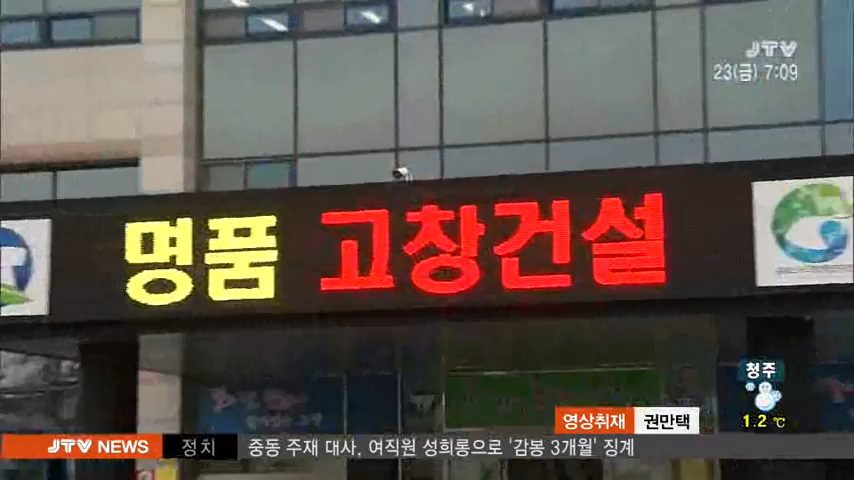 JTV
23(금) 7:09
명품 고창건설
청주
1.2 ℃
영상취재 권만택
JTV NEWS 정치 중동 주재 대사, 여직원 성희롱으로 '감봉 3개월' 징계